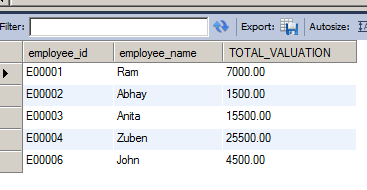 Filter: Export: Autosize:
employee_id employee_name TOTAL_VALUATION
E00001 Ram 7000.00
E00002 Abhay 1500.00
E00003 Anita 15500.00
E00004 Zuben 25500.00
E00006 John 4500.00